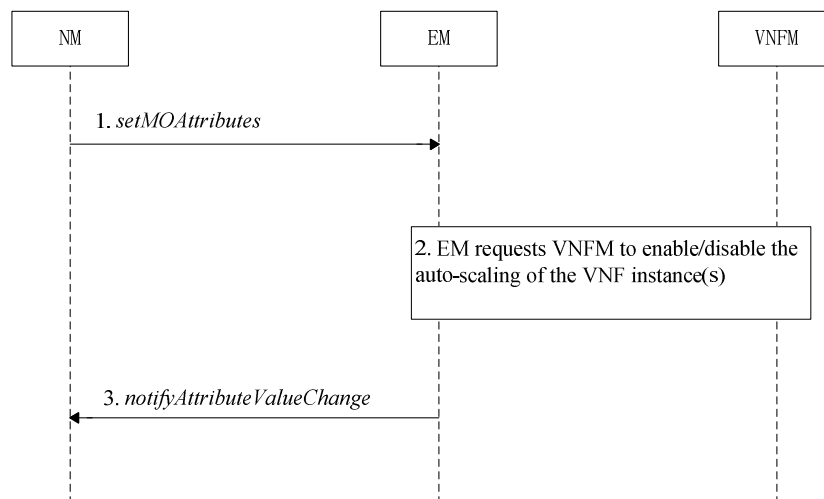 NM
EM
VNFM
1. setMOAttributes
2. EM requests VNFM to enable/disable the
auto-scaling of the VNF instance(s)
3. notifyAttributeValueChange